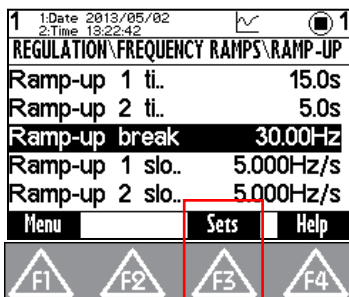 1 1:Date 2013/05/02 1
2:Time 13:22:42
REGULATION\FREQUENCY RAMPS\RAMP-UP
Ramp-up 1 ti.. 15.0s
Ramp-up 2 ti.. 5.0s
Ramp-up break 30.00Hz
Ramp-up 1 slo.. 5.000Hz/s
Ramp-up 2 slo.. 5.000Hz/s
Menu Sets Help
F1 F2 F3 F4